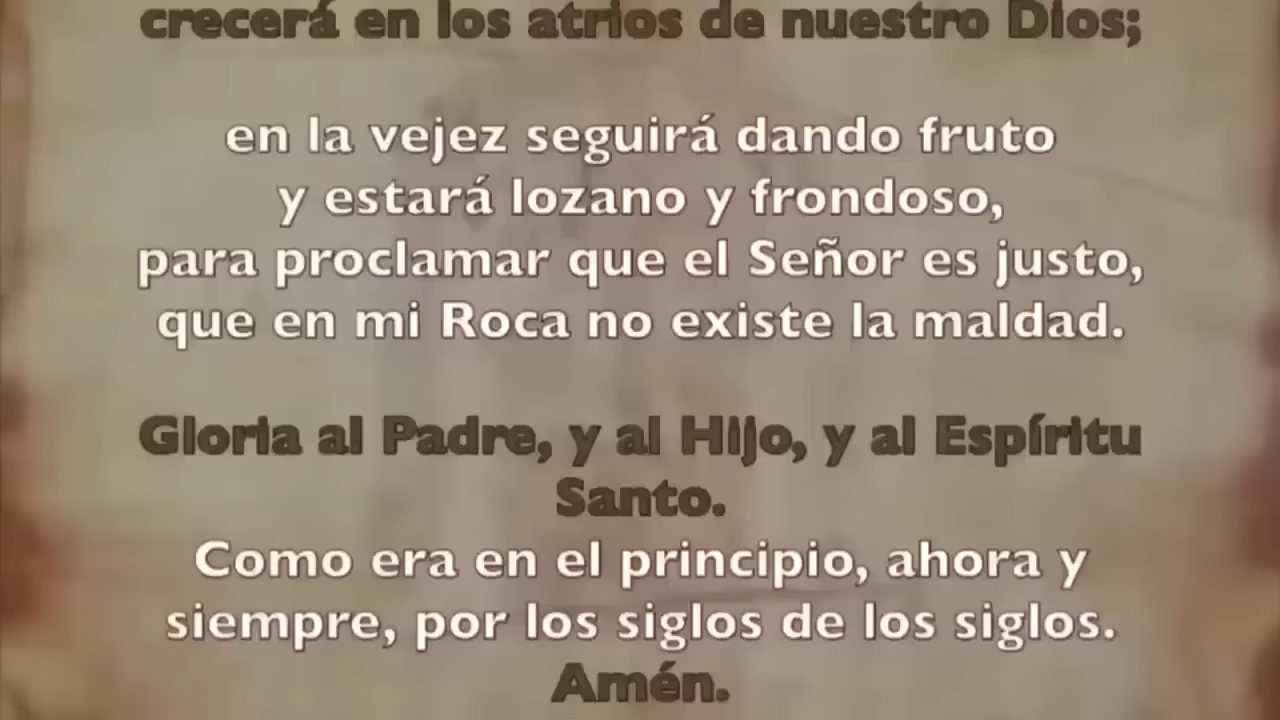 crecerá en los atrios de nuestro Dios;
en la vejez seguirá dando fruto
y estará lozano y frondoso,
para proclamar que el Señor es justo,
que en mi Roca no existe la maldad.
Gloria al Padre, y al Hijo, y al Espíritu
Santo.
Como era en el principio, ahora y
siempre, por los siglos de los siglos.
Amén.